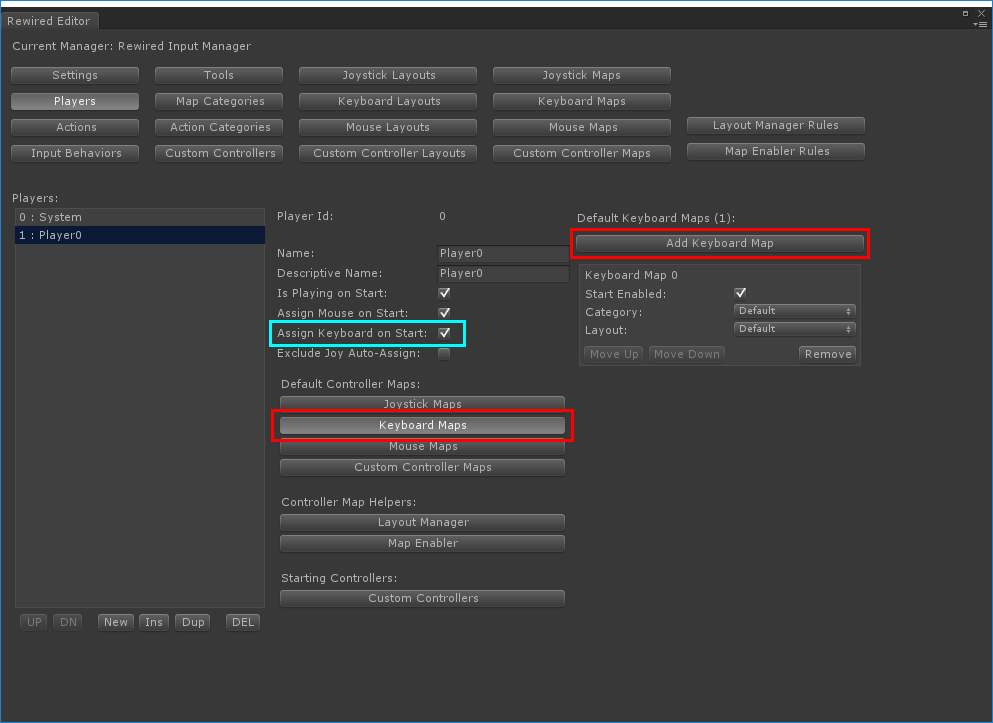 Rewired Editor
Current Manager: Rewired Input Manager
Settings Tools Joystick Layouts Joystick Maps
Players Map Categories Keyboard Layouts Keyboard Maps
Actions Action Categories Mouse Layouts Mouse Maps Layout Manager Rules
Input Behaviors Custom Controllers Custom Controller Layouts Custom Controller Maps Map Enabler Rules
Players:
0 : System
1 : Player0
UP DN New Ins Dup DEL
Player Id: 0
Name: Player0
Descriptive Name: Player0
Is Playing on Start:
Assign Mouse on Start:
Assign Keyboard on Start:
Exclude Joy Auto-Assign:
Default Controller Maps:
Joystick Maps
Keyboard Maps
Mouse Maps
Custom Controller Maps
Controller Map Helpers:
Layout Manager
Map Enabler
Starting Controllers:
Custom Controllers
Default Keyboard Maps (1):
Add Keyboard Map
Keyboard Map 0
Start Enabled:
Category: Default
Layout: Default
Move Up Move Down Remove